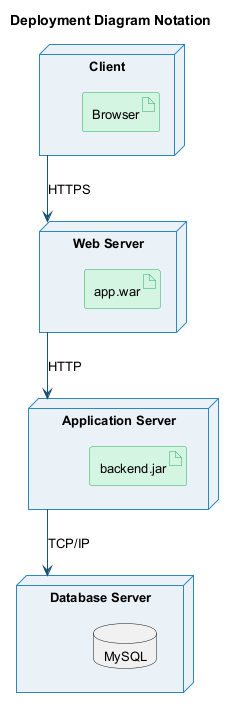 Deployment Diagram Notation
Client
Browser
HTTPS
Web Server
app.war
HTTP
Application Server
backend.jar
TCP/IP
Database Server
MySQL